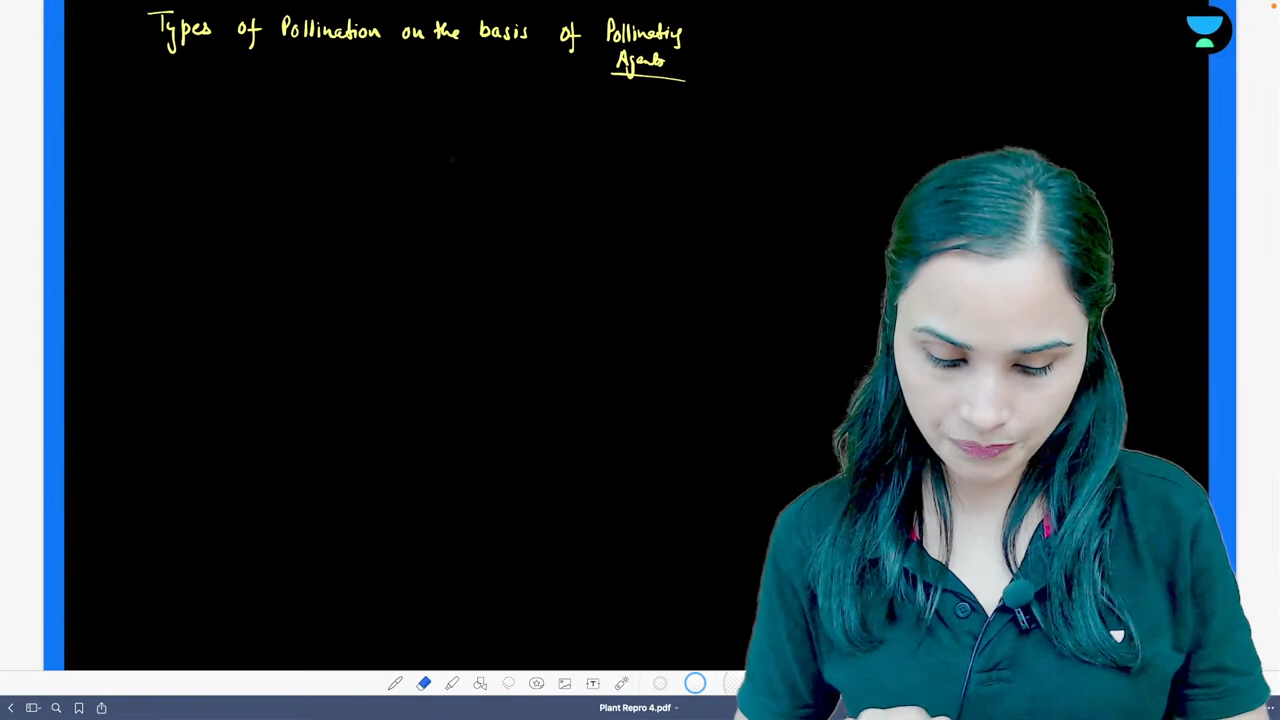 Types of Pollination on the basis of Pollinating
Agents
Plant Repro 4.pdf